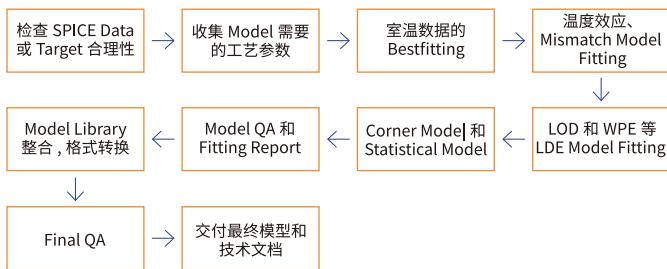 检查 SPICE Data
或 Target 合理性
收集 Model 需要
的工艺参数
室温数据的
Bestfitting
温度效应、
Mismatch Model
Fitting
LOD 和 WPE 等
LDE Model Fitting
Corner Model 和
Statistical Model
Model QA 和
Fitting Report
Model Library
整合 , 格式转换
Final QA
交付最终模型和
技术文档